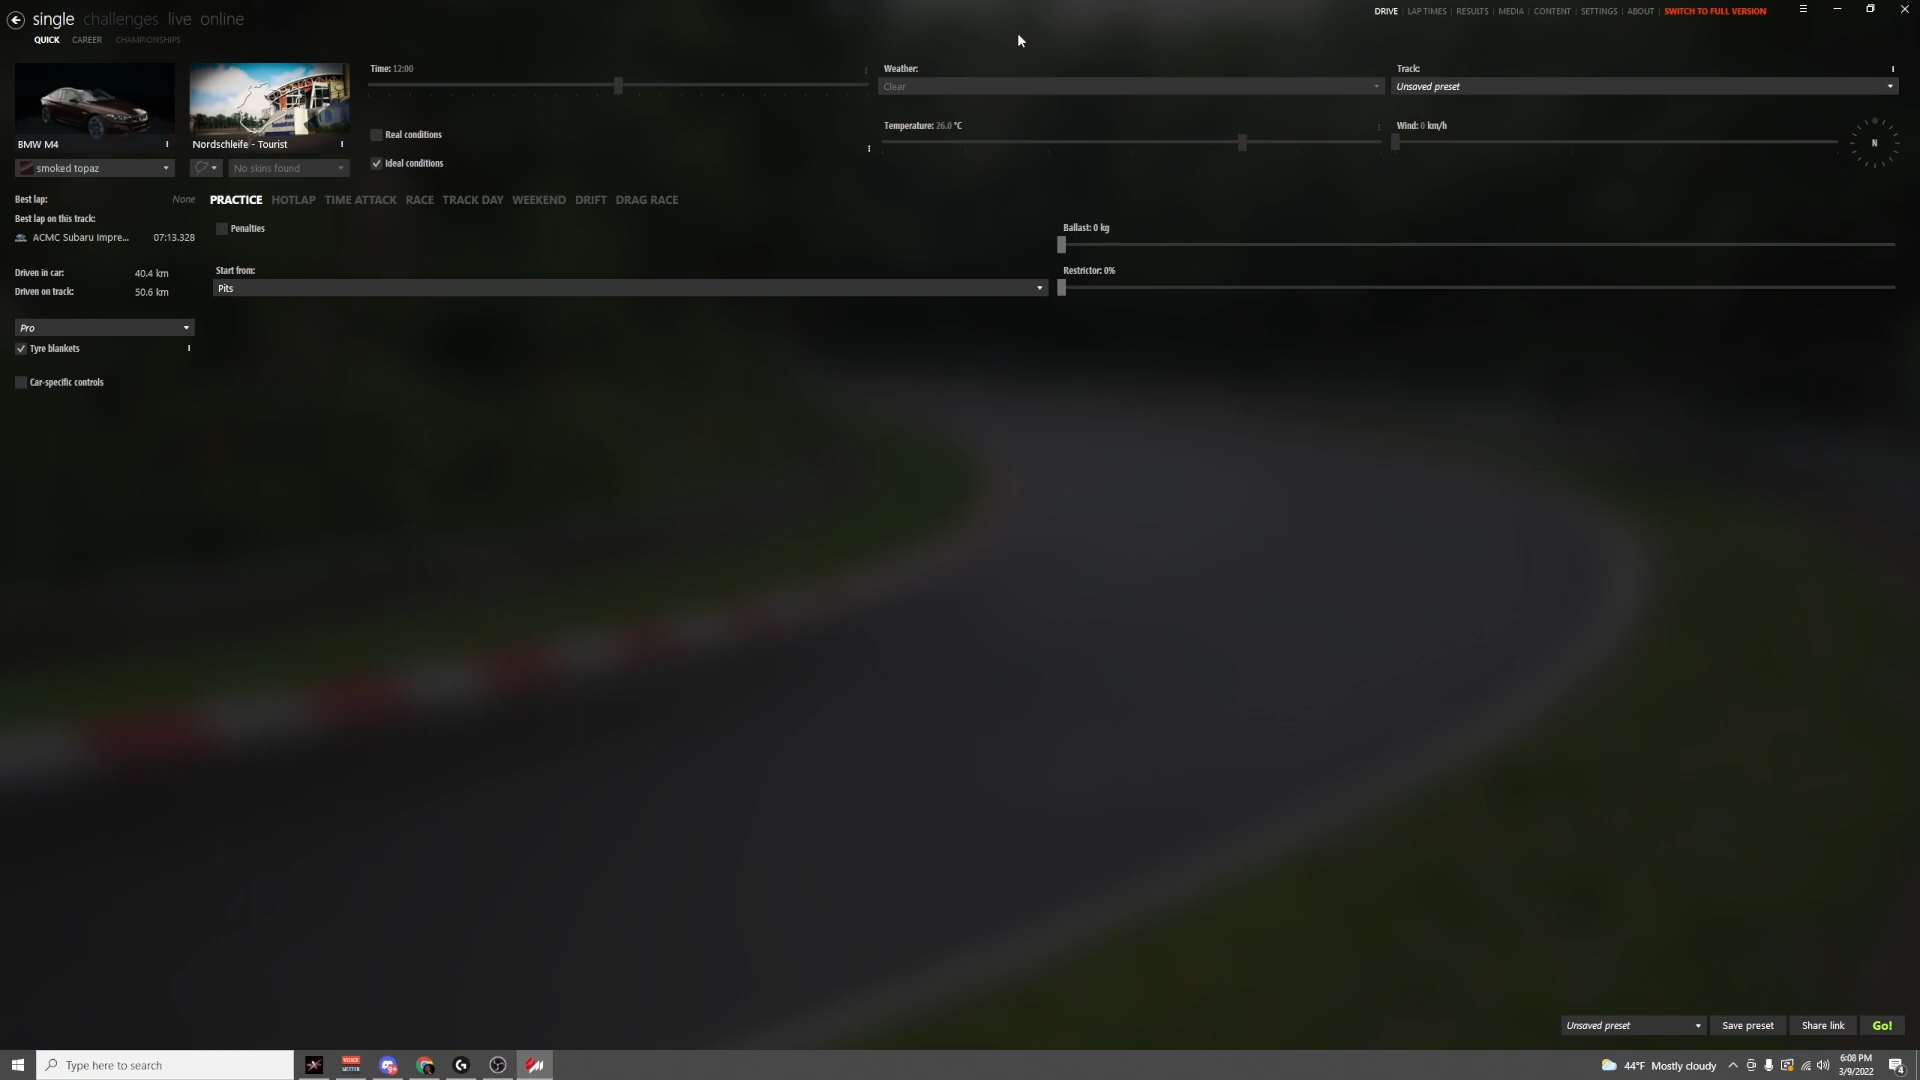 single challenges live online
DRIVE | LAP TIMES | RESULTS | MEDIA | CONTENT | SETTINGS | ABOUT | SWITCH TO FULL VERSION
QUICK CAREER CHAMPIONSHIPS
Time: 12:00
Weather:
Track:
Clear
Unsaved preset
Temperature: 26.0 °C
Wind: 0 km/h
Real conditions
BMW M4
Nordschleife - Tourist
N
Ideal conditions
smoked topaz
No skins found
Best lap: None
PRACTICE HOTLAP TIME ATTACK RACE TRACK DAY WEEKEND DRIFT DRAG RACE
Best lap on this track:
Penalties
Ballast: 0 kg
ACMC Subaru Impre... 07:13.328
Driven in car: 40.4 km
Start from:
Restrictor: 0%
Driven on track: 50.6 km
Pits
Pro
Tyre blankets
Car-specific controls
Unsaved preset
Save preset
Share link
Go!
Type here to search
VOICE MEETER
44°F Mostly cloudy
6:08 PM
3/9/2022
4